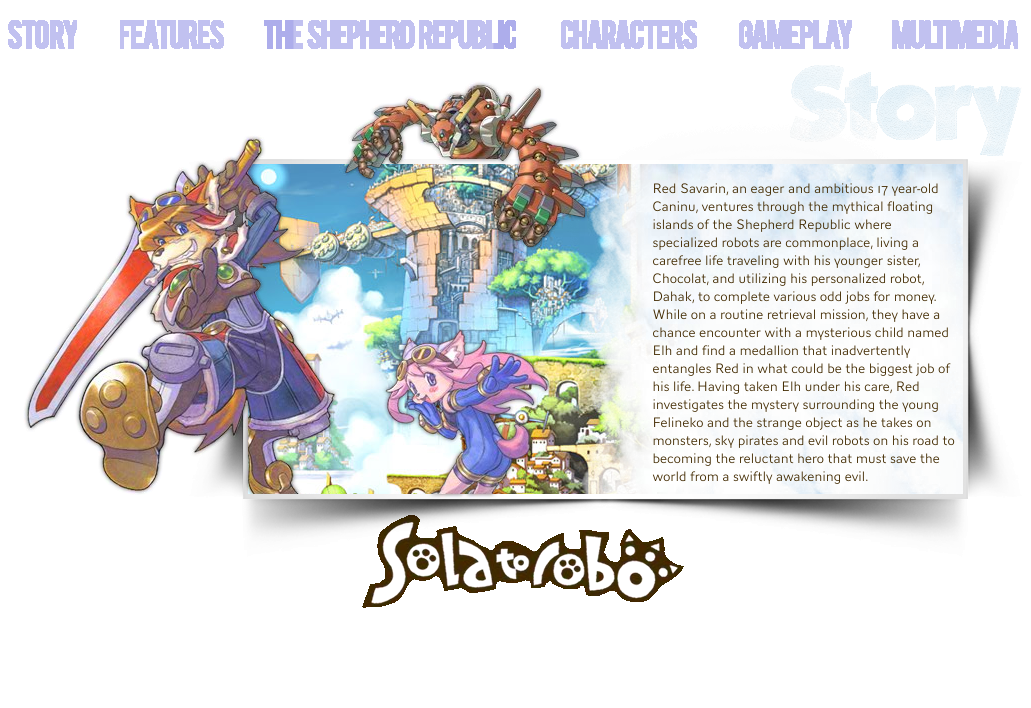 STORY FEATURES THE SHEPHERD REPUBLIC CHARACTERS GAMEPLAY MULTIMEDIA
Story
Red Savarin, an eager and ambitious 17 year-old
Caninu, ventures through the mythical floating
islands of the Shepherd Republic where
specialized robots are commonplace, living a
carefree life traveling with his younger sister,
Chocolat, and utilizing his personalized robot,
Dahak, to complete various odd jobs for money.
While on a routine retrieval mission, they have a
chance encounter with a mysterious child named
Elh and find a medallion that inadvertently
entangles Red in what could be the biggest job of
his life. Having taken Elh under his care, Red
investigates the mystery surrounding the young
Felineko and the strange object as he takes on
monsters, sky pirates and evil robots on his road to
becoming the reluctant hero that must save the
world from a swiftly awakening evil.
Solatorobo